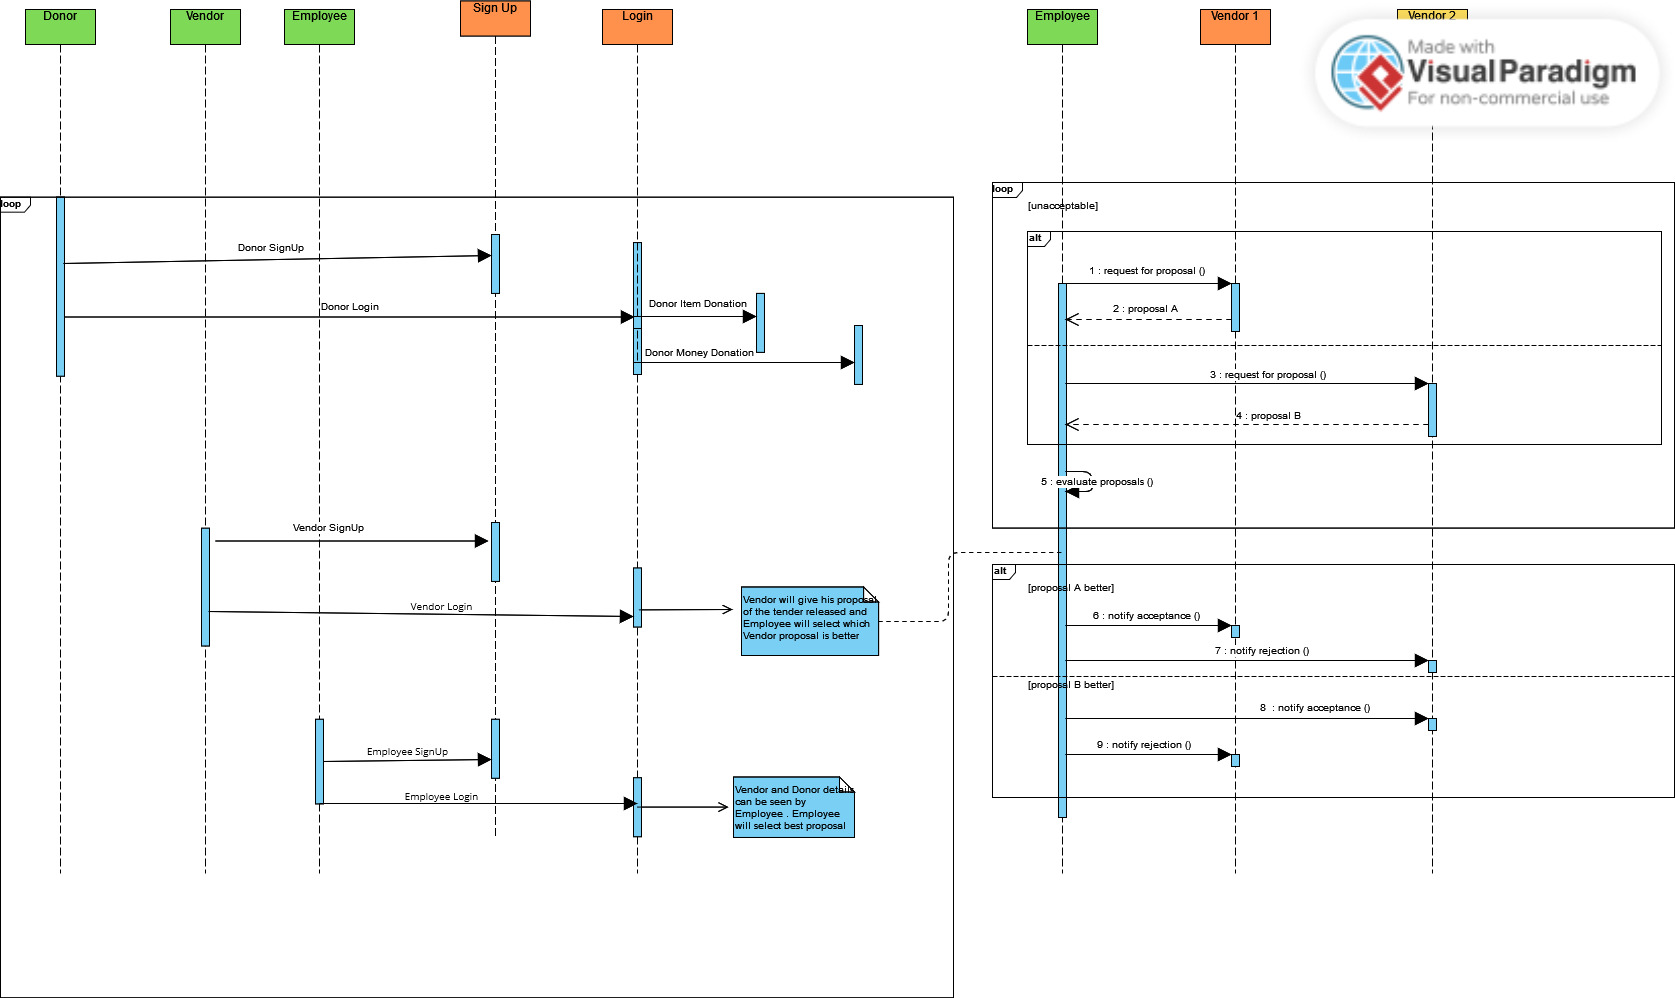 Donor
Vendor
Employee
Sign Up
Login
Employee
Vendor 1
Vendor 2
Made with
Visual Paradigm
For non-commercial use
loop
Donor SignUp
Donor Login
Donor Item Donation
Donor Money Donation
Vendor SignUp
Vendor Login
Vendor will give his proposal
of the tender released and
Employee will select which
Vendor proposal is better
Employee SignUp
Employee Login
Vendor and Donor details
can be seen by
Employee . Employee
will select best proposal
loop
[unacceptable]
alt
1 : request for proposal ()
2 : proposal A
3 : request for proposal ()
4 : proposal B
5 : evaluate proposals ()
alt
[proposal A better]
6 : notify acceptance ()
7 : notify rejection ()
[proposal B better]
8 : notify acceptance ()
9 : notify rejection ()